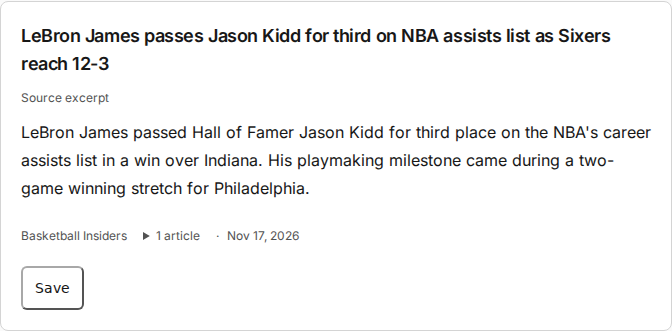 LeBron James passes Jason Kidd for third on NBA assists list as Sixers
reach 12-3
Source excerpt
LeBron James passed Hall of Famer Jason Kidd for third place on the NBA's career
assists list in a win over Indiana. His playmaking milestone came during a two-
game winning stretch for Philadelphia.
Basketball Insiders ▶ 1 article · Nov 17, 2026
Save